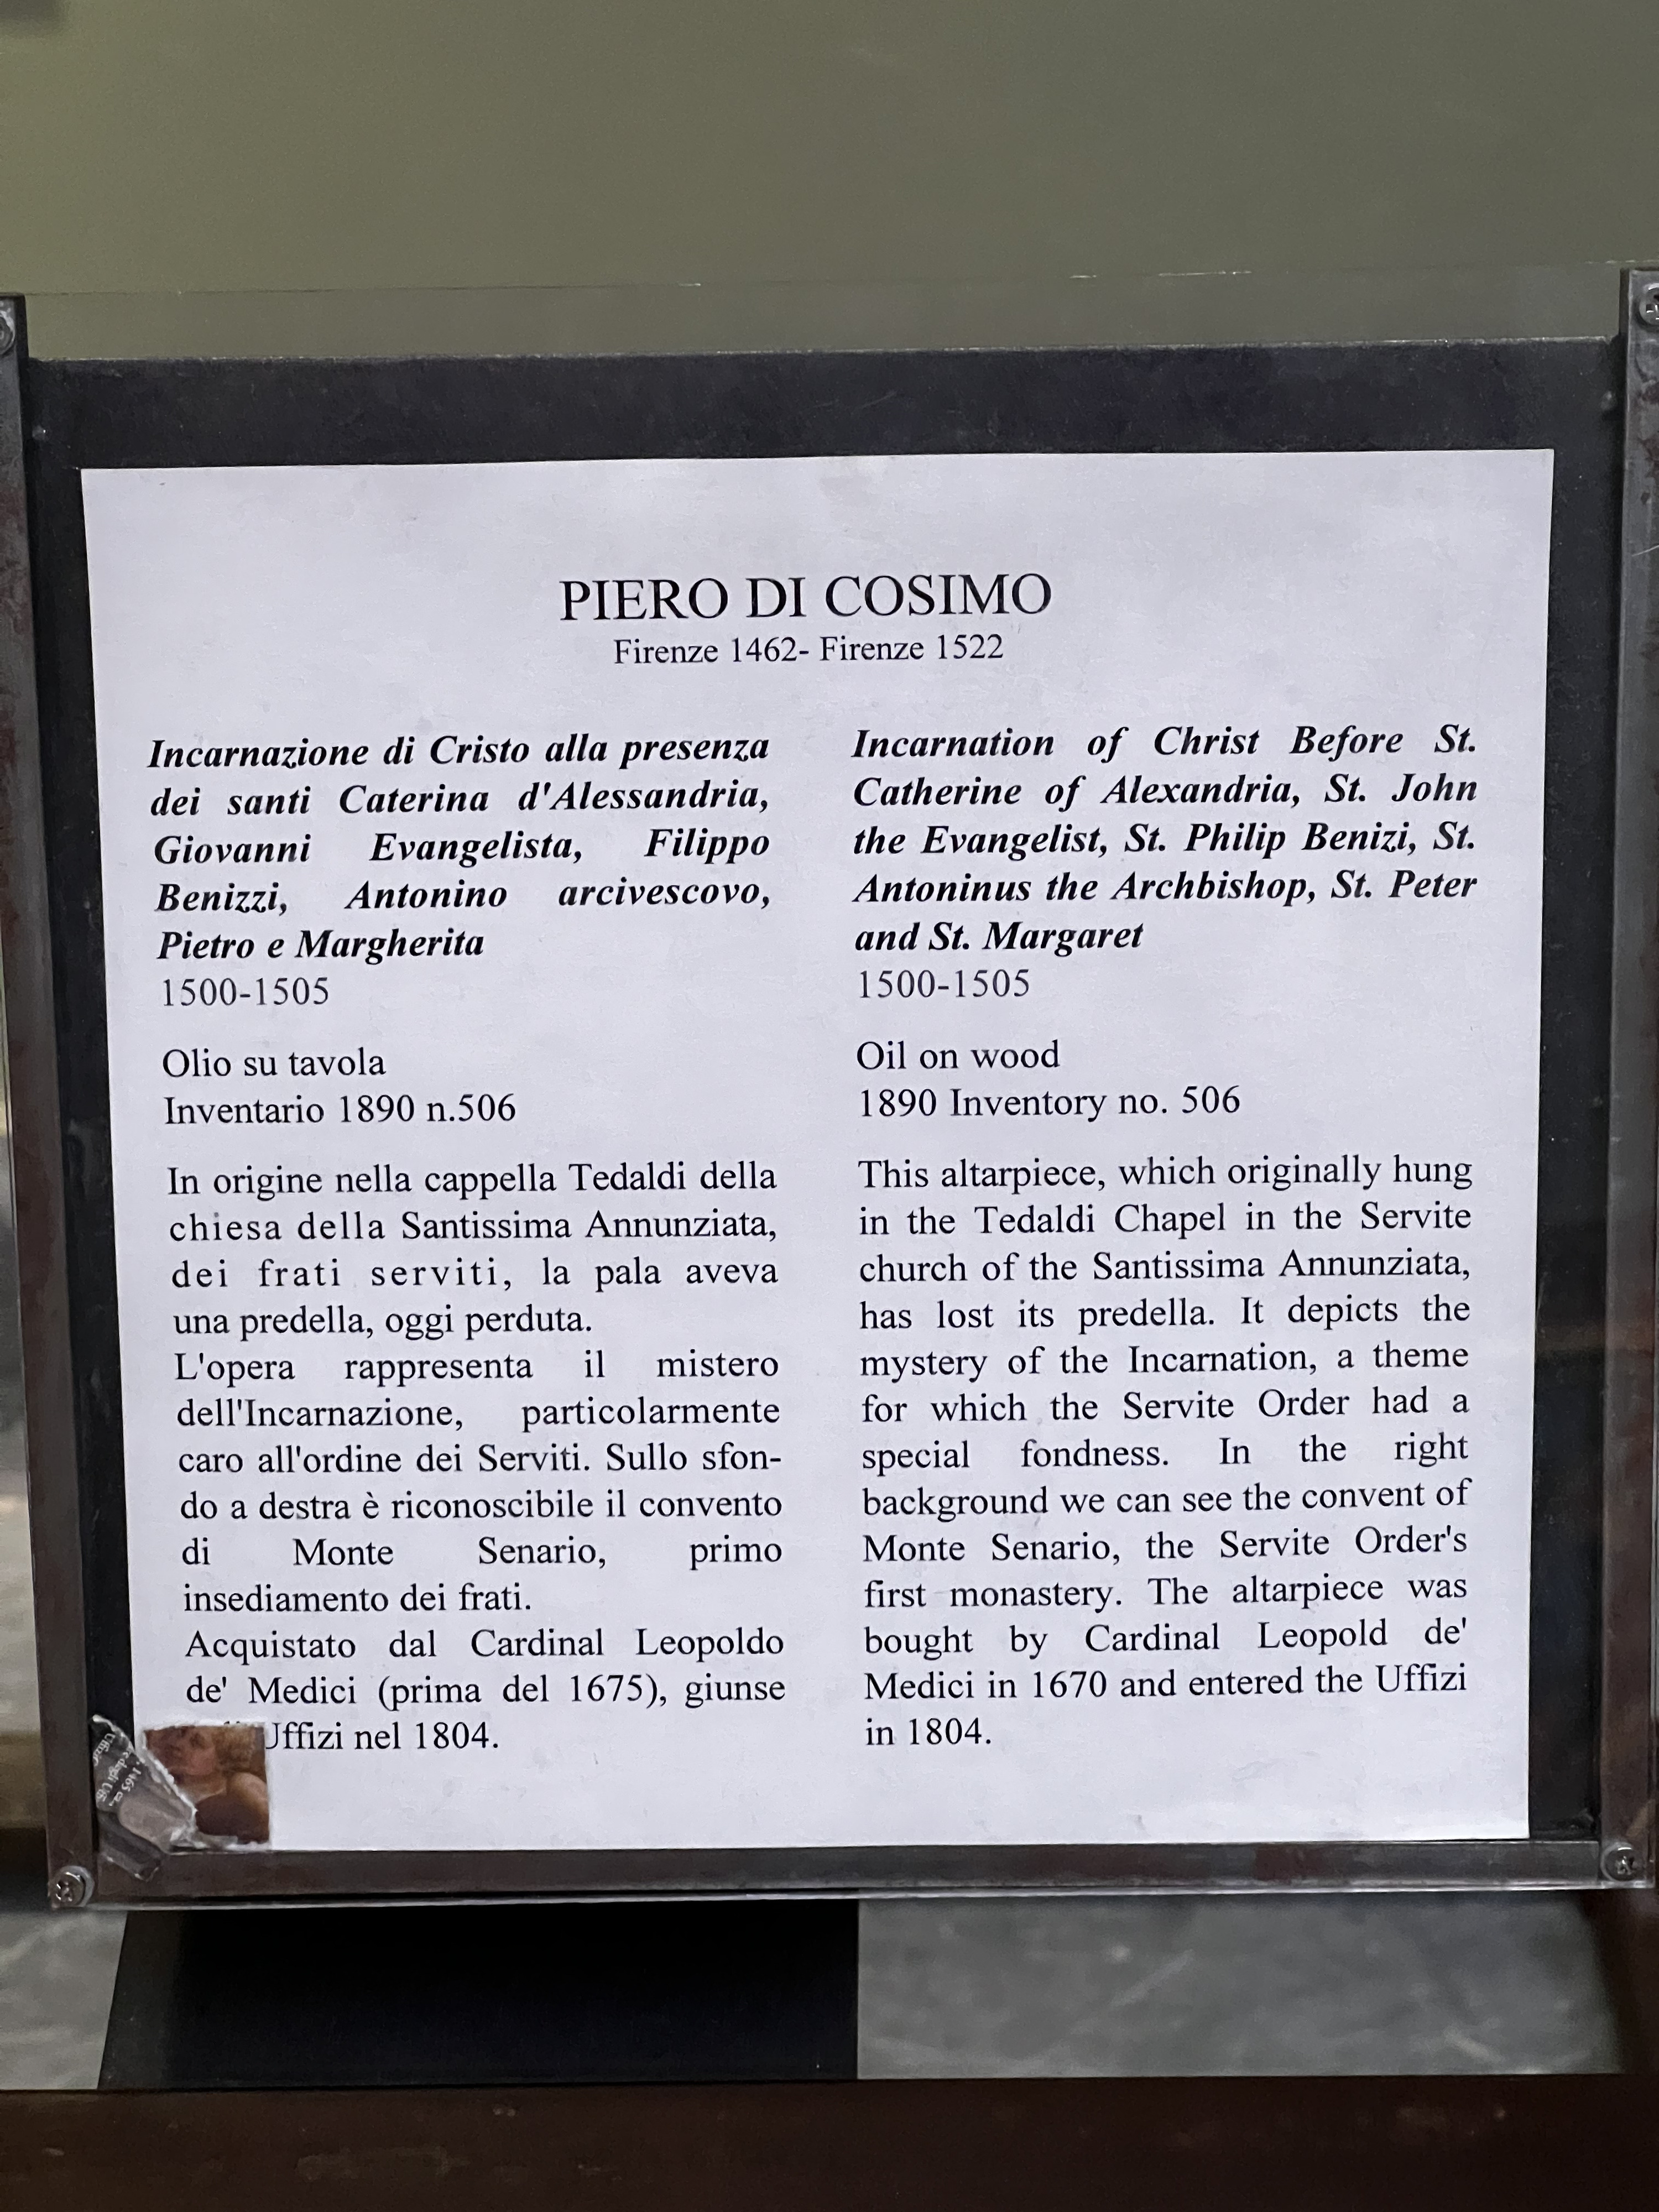 PIERO DI COSIMO
Firenze 1462- Firenze 1522
Incarnazione di Cristo alla presenza
dei santi Caterina d'Alessandria,
Giovanni Evangelista, Filippo
Benizzi, Antonino arcivescovo,
Pietro e Margherita
1500-1505
Olio su tavola
Inventario 1890 n.506
In origine nella cappella Tedaldi della
chiesa della Santissima Annunziata,
dei frati serviti, la pala aveva
una predella, oggi perduta.
L'opera rappresenta il mistero
dell'Incarnazione, particolarmente
caro all'ordine dei Serviti. Sullo sfon-
do a destra è riconoscibile il convento
di Monte Senario, primo
insediamento dei frati.
Acquistato dal Cardinal Leopoldo
de' Medici (prima del 1675), giunse
Uffizi nel 1804.
Incarnation of Christ Before St.
Catherine of Alexandria, St. John
the Evangelist, St. Philip Benizi, St.
Antoninus the Archbishop, St. Peter
and St. Margaret
1500-1505
Oil on wood
1890 Inventory no. 506
This altarpiece, which originally hung
in the Tedaldi Chapel in the Servite
church of the Santissima Annunziata,
has lost its predella. It depicts the
mystery of the Incarnation, a theme
for which the Servite Order had a
special fondness. In the right
background we can see the convent of
Monte Senario, the Servite Order's
first monastery. The altarpiece was
bought by Cardinal Leopold de'
Medici in 1670 and entered the Uffizi
in 1804.